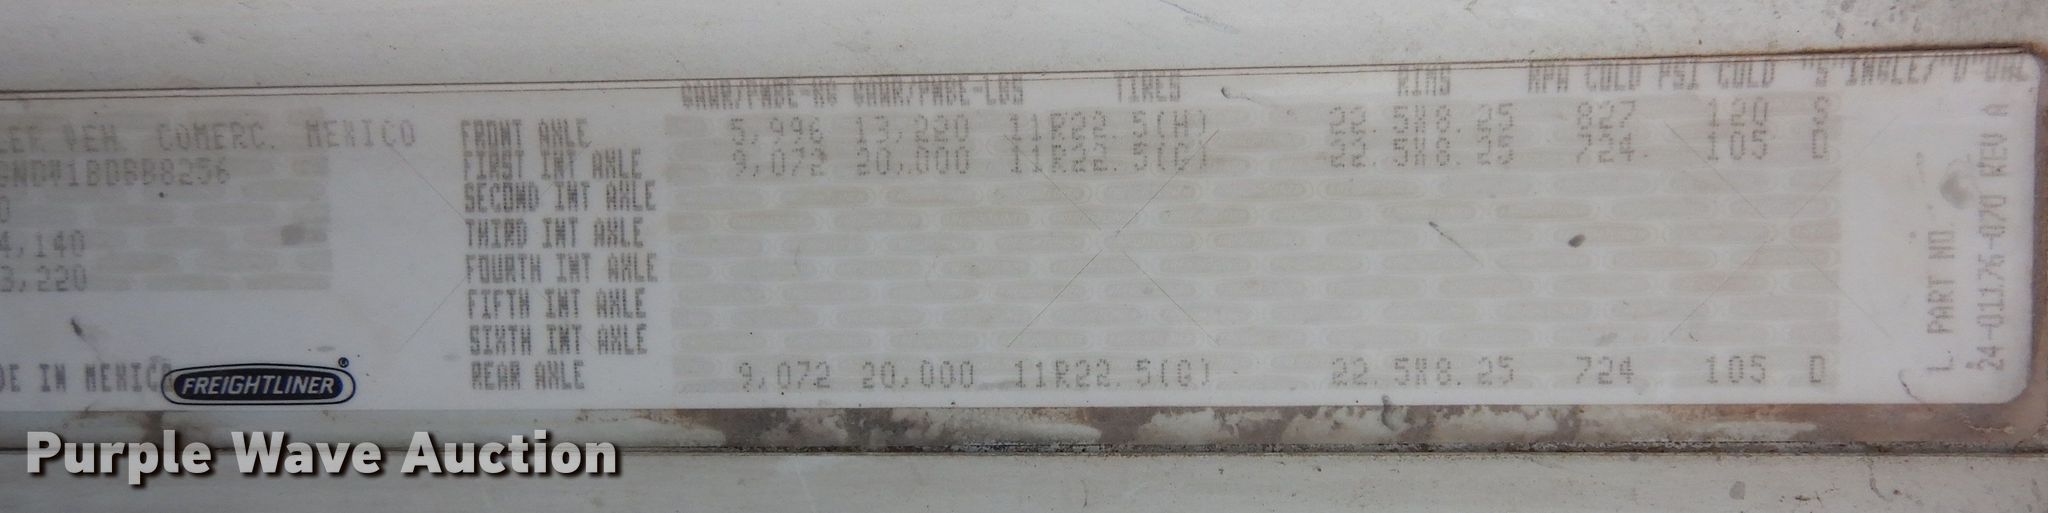 GAWR/PNBE-KG GAWR/PNBE-LBS TIRES RIMS KPA COLD PSI COLD "S"INGLE/"D"UAL
LER VEH. COMERC. MEXICO
FRONT AXLE 5,996 13,220 11R22.5(H) 22.5X8.25 827 120 S
FIRST INT AXLE 9,072 20,000 11R22.5(G) 22.5X8.25 724 105 D
SECOND INT AXLE
0
THIRD INT AXLE
4,140
FOURTH INT AXLE
3,220
FIFTH INT AXLE
SIXTH INT AXLE
DE IN MEXICO
FREIGHTLINER
REAR AXLE 9,072 20,000 11R22.5(G) 22.5X8.25 724 105 D
L. PART NO.
24-01176-070 REV A
Purple Wave Auction